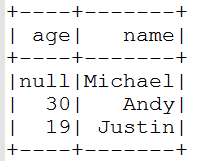 +----+-------+
| age|   name|
+----+-------+
|null|Michael|
|  30|   Andy|
|  19| Justin|
+----+-------+